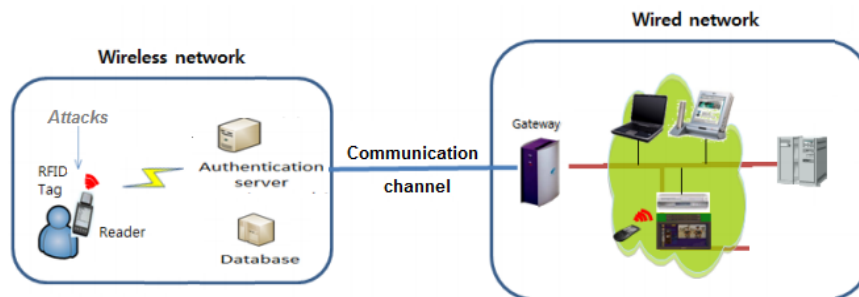 Wireless network
Wired network
Attacks
RFID
Tag
Reader
Authentication
server
Database
Communication
channel
Gateway